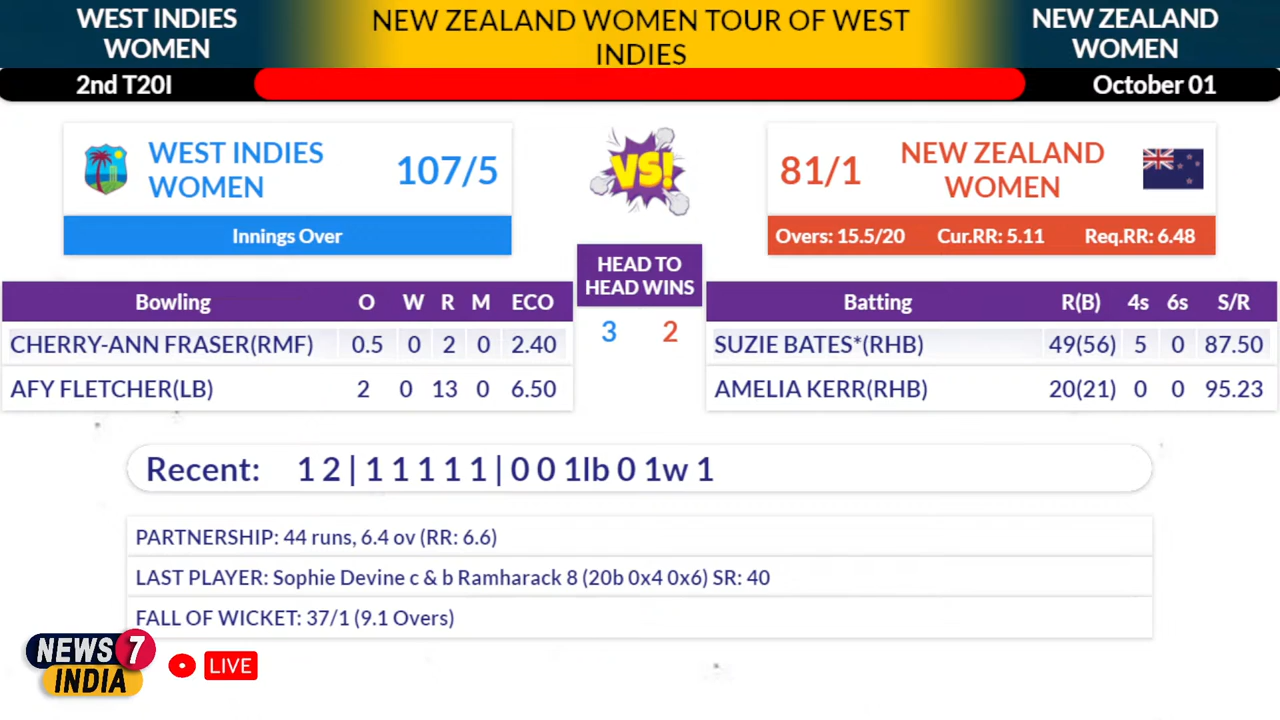 WEST INDIES
WOMEN
NEW ZEALAND WOMEN TOUR OF WEST
INDIES
NEW ZEALAND
WOMEN
2nd T20I
October 01
WEST INDIES
WOMEN
107/5
Innings Over
VS!
81/1
NEW ZEALAND
WOMEN
Overs: 15.5/20 Cur.RR: 5.11 Req.RR: 6.48
HEAD TO
HEAD WINS
3 2
Bowling O W R M ECO
CHERRY-ANN FRASER(RMF) 0.5 0 2 0 2.40
AFY FLETCHER(LB) 2 0 13 0 6.50
Batting R(B) 4s 6s S/R
SUZIE BATES*(RHB) 49(56) 5 0 87.50
AMELIA KERR(RHB) 20(21) 0 0 95.23
Recent: 1 2 | 1 1 1 1 1 | 0 0 1lb 0 1w 1
PARTNERSHIP: 44 runs, 6.4 ov (RR: 6.6)
LAST PLAYER: Sophie Devine c & b Ramharack 8 (20b 0x4 0x6) SR: 40
FALL OF WICKET: 37/1 (9.1 Overs)
NEWS 7
INDIA
LIVE